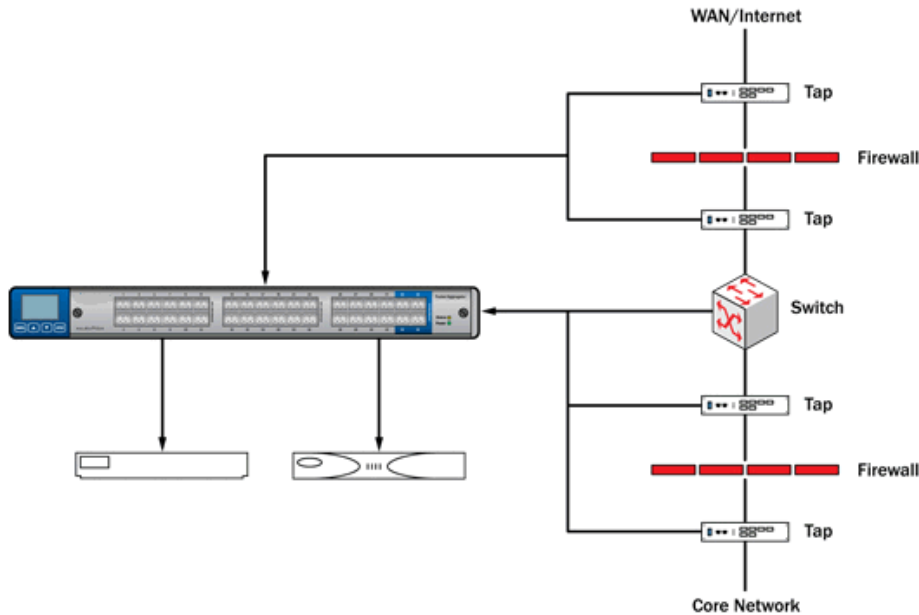 WAN/Internet
Tap
Firewall
Tap
Switch
Tap
Firewall
Tap
Core Network